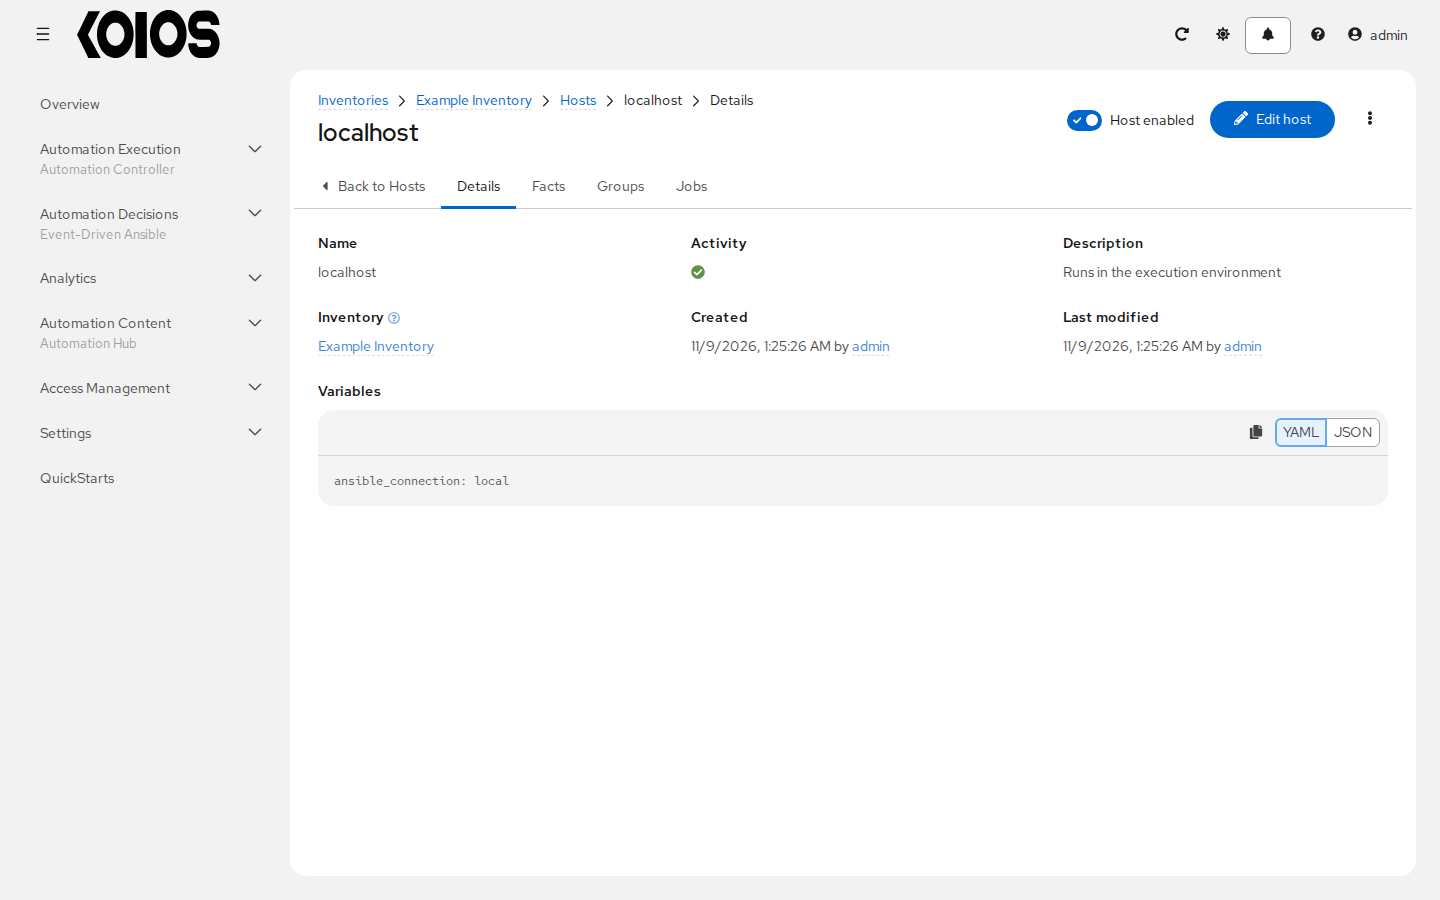 KOIOS
admin
Overview
Automation Execution
Automation Controller
Automation Decisions
Event-Driven Ansible
Analytics
Automation Content
Automation Hub
Access Management
Settings
QuickStarts
Inventories > Example Inventory > Hosts > localhost > Details
localhost
Host enabled
Edit host
Back to Hosts Details Facts Groups Jobs
Name Activity Description
localhost Runs in the execution environment
Inventory Created Last modified
Example Inventory 11/9/2026, 1:25:26 AM by admin 11/9/2026, 1:25:26 AM by admin
Variables
YAML JSON
ansible_connection: local